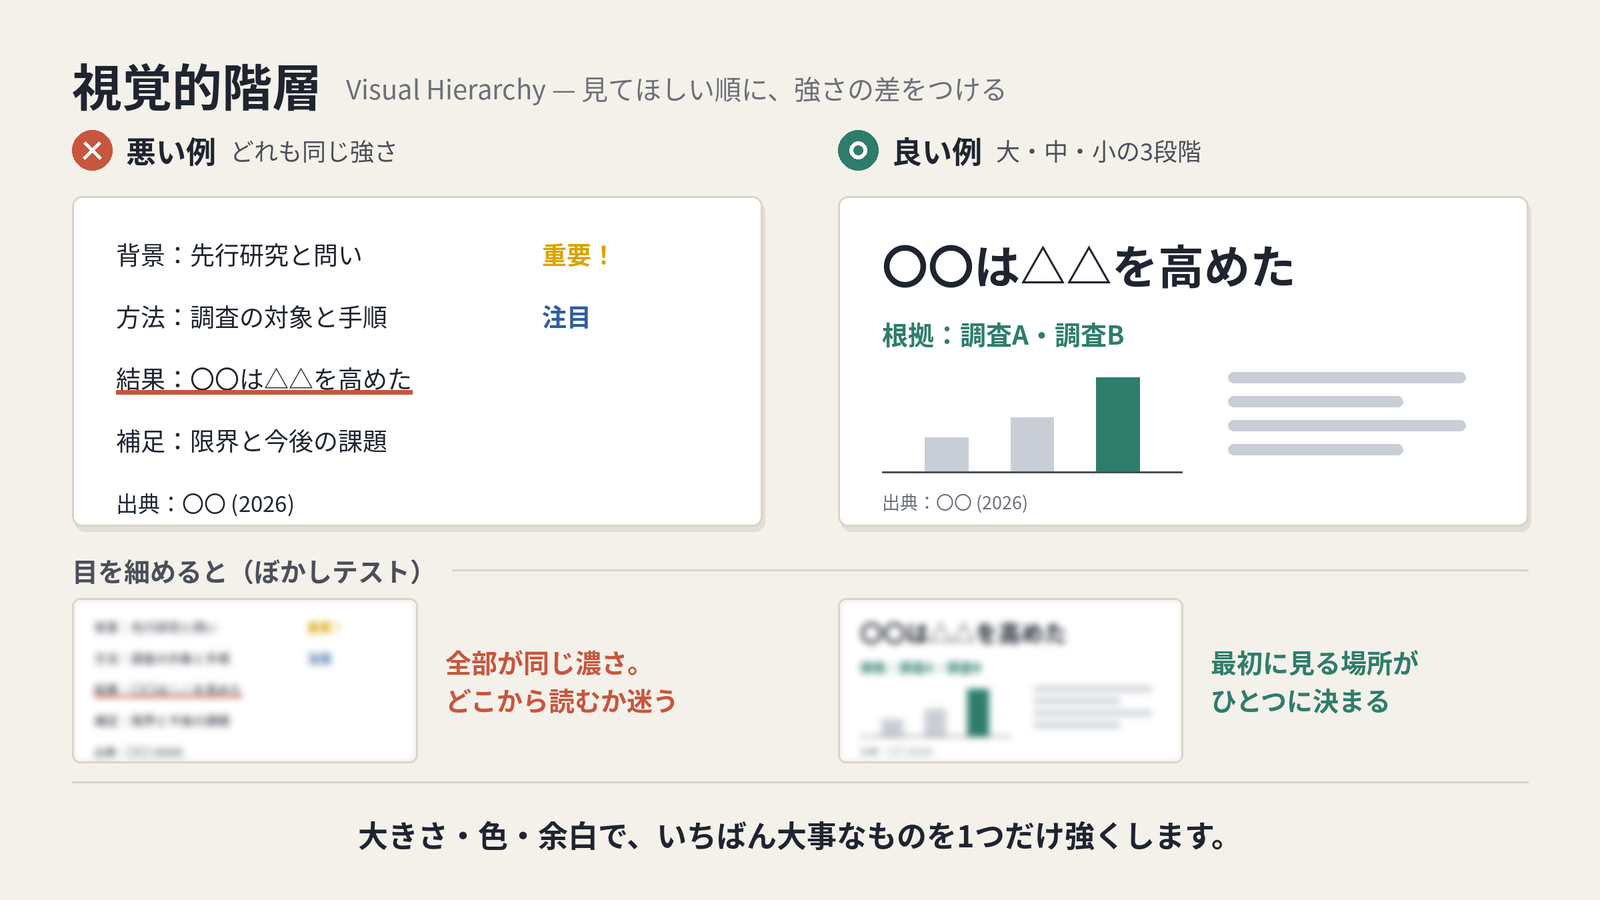 視覚的階層 Visual Hierarchy — 見てほしい順に、強さの差をつける
悪い例 どれも同じ強さ
背景：先行研究と問い 重要！
方法：調査の対象と手順 注目
結果：〇〇は△△を高めた
補足：限界と今後の課題
出典：〇〇 (2026)
良い例 大・中・小の3段階
〇〇は△△を高めた
根拠：調査A・調査B
出典：〇〇 (2026)
目を細めると（ぼかしテスト）
全部が同じ濃さ。
どこから読むか迷う
〇〇は△△を高めた
最初に見る場所が
ひとつに決まる
大きさ・色・余白で、いちばん大事なものを1つだけ強くします。